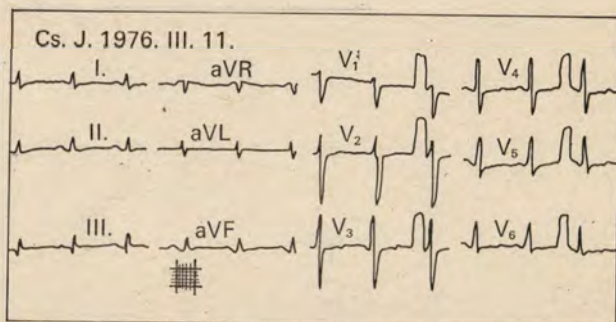 Cs. J. 1976. III. 11.
I. aVR V₁ V₄
II. aVL V₂ V₅
III. aVF V₃ V₆